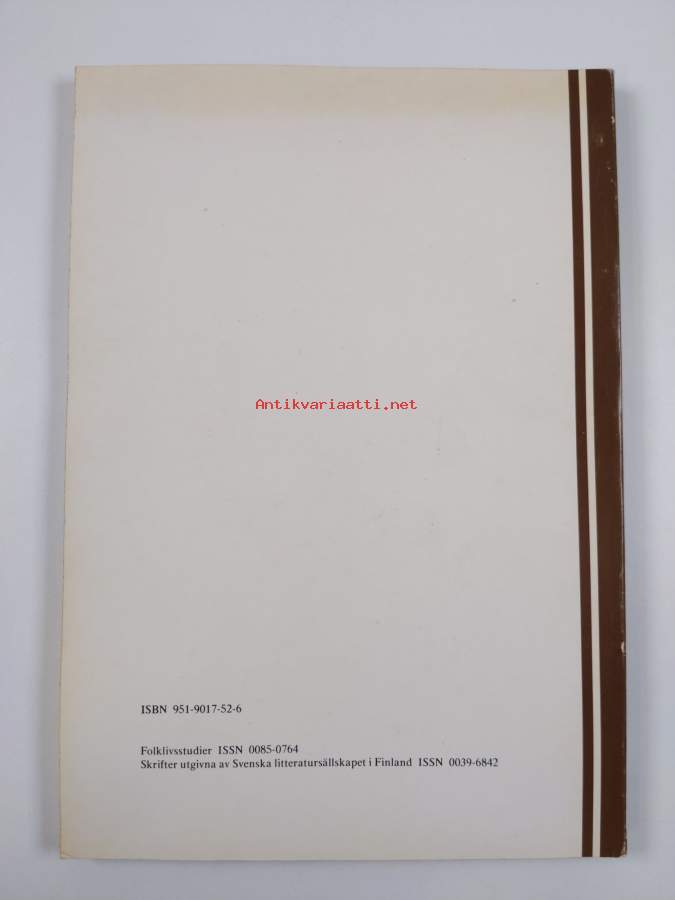 Antikvariaatti.net
ISBN 951-9017-52-6
Folklivsstudier ISSN 0085-0764
Skrifter utgivna av Svenska litteratursällskapet i Finland ISSN 0039-6842